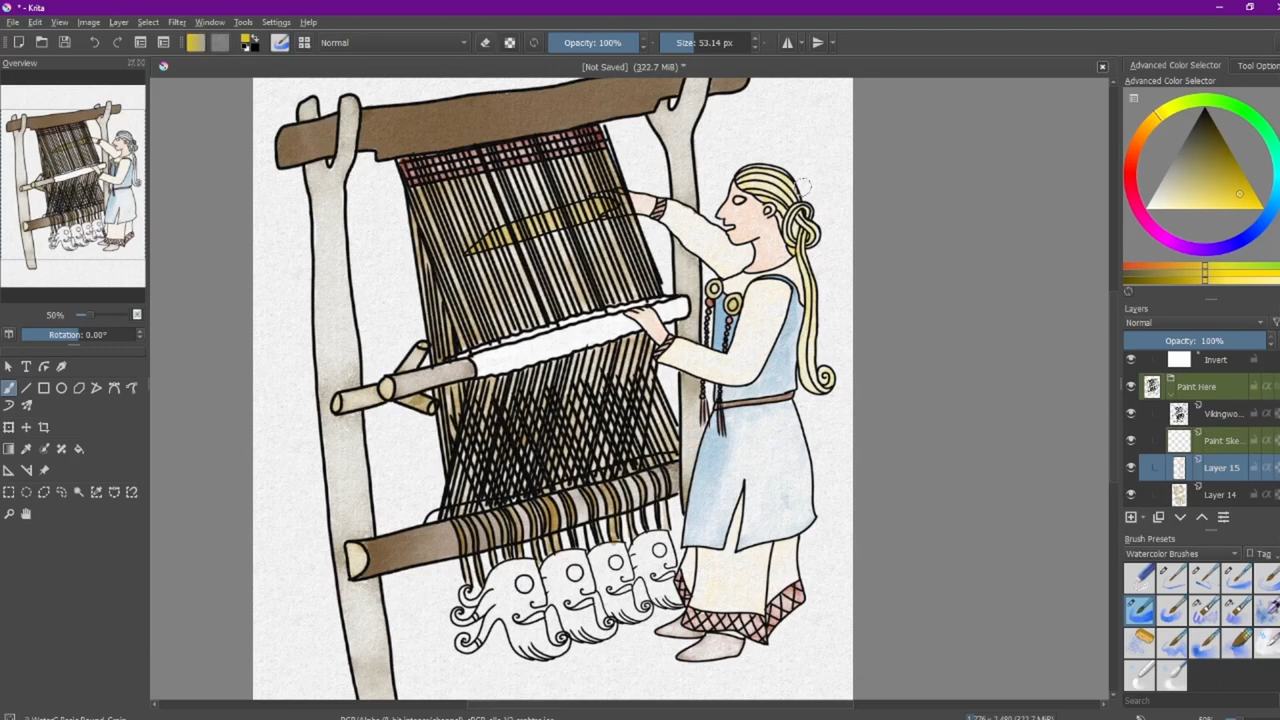 * - Krita
File Edit View Image Layer Select Filter Window Tools Settings Help
Normal Opacity: 100% Size: 53.14 px
Overview [Not Saved] (322.7 MiB) * Advanced Color Selector Tool Option
Advanced Color Selector
Layers
50%
Normal
Rotation: 0.00°
Opacity: 100%
Invert
Paint Here
Vikingwo...
Paint Ske...
Layer 15
Layer 14
Brush Presets
Watercolor Brushes Tag
Search